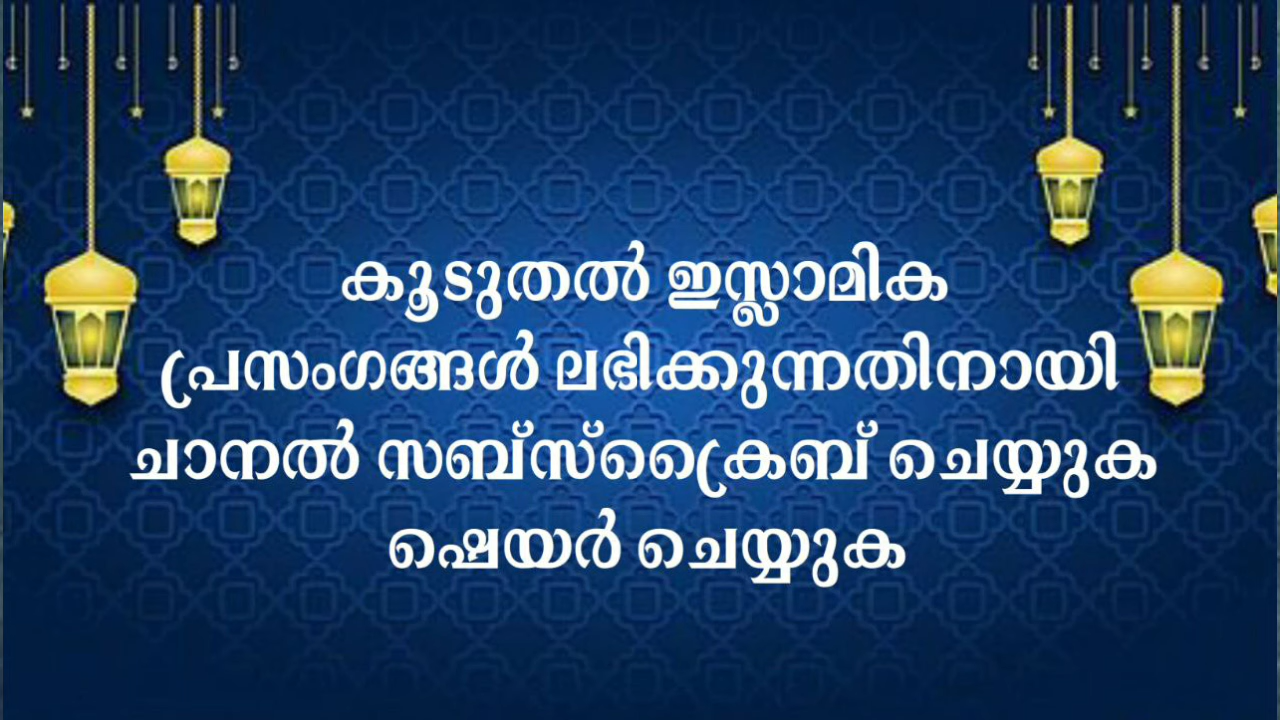 കൂടുതൽ ഇസ്ലാമിക
പ്രസംഗങ്ങൾ ലഭിക്കുന്നതിനായി
ചാനൽ സബ്സ്ക്രൈബ് ചെയ്യുക
ഷെയർ ചെയ്യുക